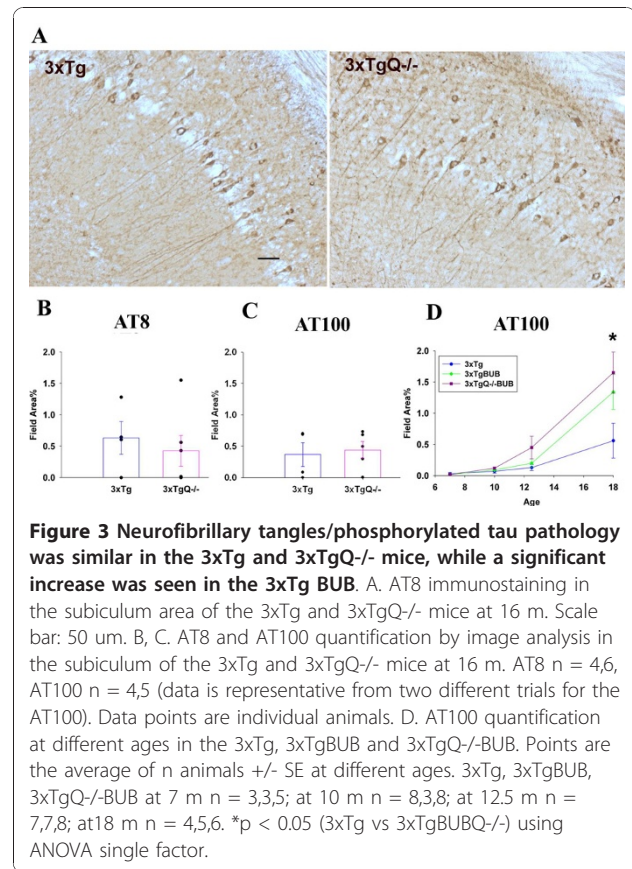 A
3xTg
3xTgQ-/-
B
AT8
Field Area%
2.0
1.5
1.0
0.5
0.0
3xTg
3xTgQ-/-
C
AT100
Field Area%
2.0
1.5
1.0
0.5
0.0
3xTg
3xTgQ-/-
D
AT100
*
Field Area%
2.0
1.5
1.0
0.5
0.0
3xTg
3xTgBUB
3xTgQ-/-BUB
6
8
10
12
14
16
18
Age
Figure 3 Neurofibrillary tangles/phosphorylated tau pathology
was similar in the 3xTg and 3xTgQ-/- mice, while a significant
increase was seen in the 3xTg BUB. A. AT8 immunostaining in
the subiculum area of the 3xTg and 3xTgQ-/- mice at 16 m. Scale
bar: 50 um. B, C. AT8 and AT100 quantification by image analysis in
the subiculum of the 3xTg and 3xTgQ-/- mice at 16 m. AT8 n = 4,6,
AT100 n = 4,5 (data is representative from two different trials for the
AT100). Data points are individual animals. D. AT100 quantification
at different ages in the 3xTg, 3xTgBUB and 3xTgQ-/-BUB. Points are
the average of n animals +/- SE at different ages. 3xTg, 3xTgBUB,
3xTgQ-/-BUB at 7 m n = 3,3,5; at 10 m n = 8,3,8; at 12.5 m n =
7,7,8; at18 m n = 4,5,6. *p < 0.05 (3xTg vs 3xTgBUBQ-/-) using
ANOVA single factor.